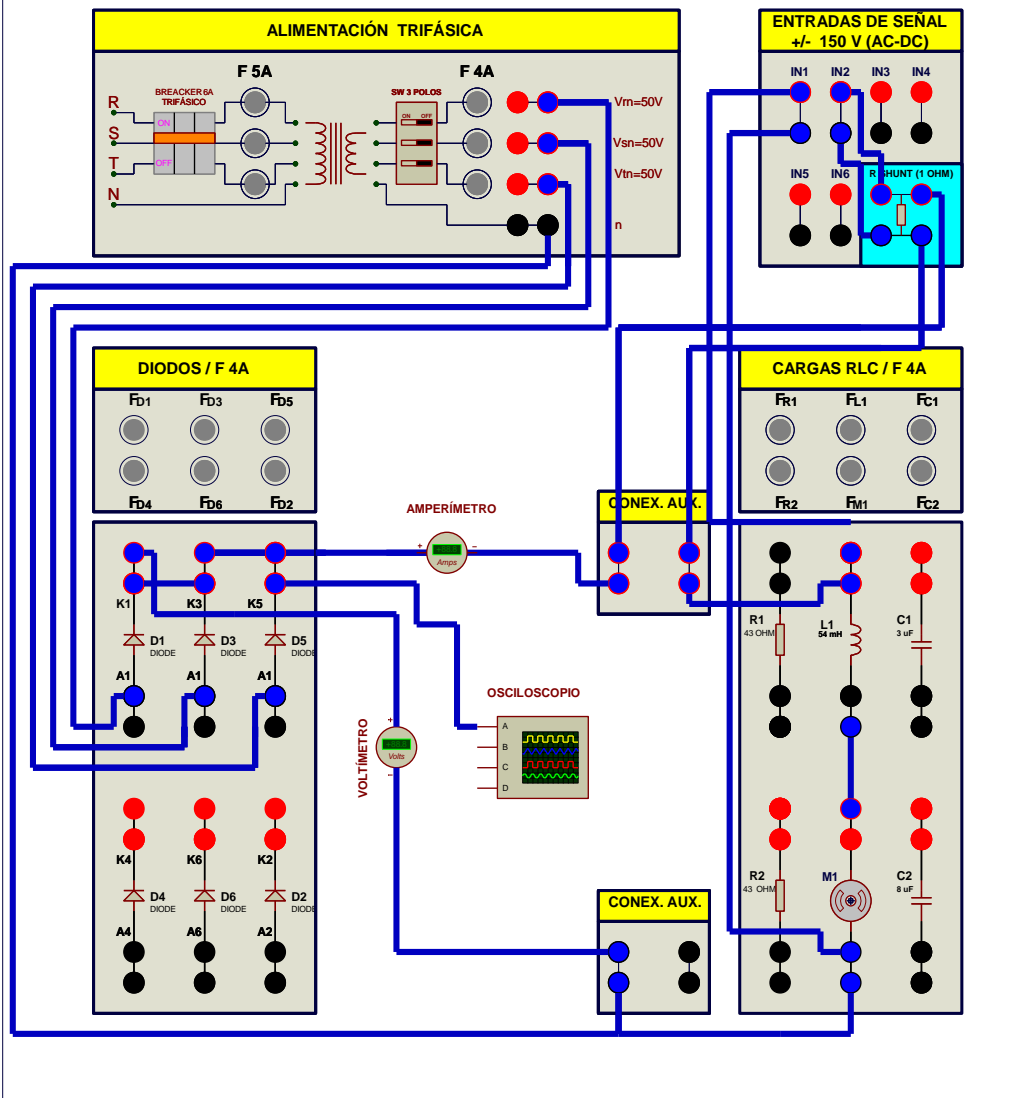 ALIMENTACIÓN TRIFÁSICA
F 5A
F 4A
BREACKER 6A
TRIFÁSICO
SW 3 POLOS
R
S
T
N
ON
OFF
ON OFF
Vrn=50V
Vsn=50V
Vtn=50V
n
ENTRADAS DE SEÑAL
+/- 150 V (AC-DC)
IN1 IN2 IN3 IN4
IN5 IN6
R SHUNT (1 OHM)
DIODOS / F 4A
FD1 FD3 FD5
FD4 FD6 FD2
CARGAS RLC / F 4A
FR1 FL1 FC1
FR2 FM1 FC2
AMPERÍMETRO
+ −
Amps
CONEX. AUX.
K1 K3 K5
D1
DIODE
D3
DIODE
D5
DIODE
A1 A1 A1
VOLTÍMETRO
+
Volts
−
OSCILOSCOPIO
A
B
C
D
R1
43 OHM
L1
54 mH
C1
3 uF
K4 K6 K2
D4
DIODE
D6
DIODE
D2
DIODE
A4 A6 A2
CONEX. AUX.
R2
43 OHM
M1
C2
8 uF